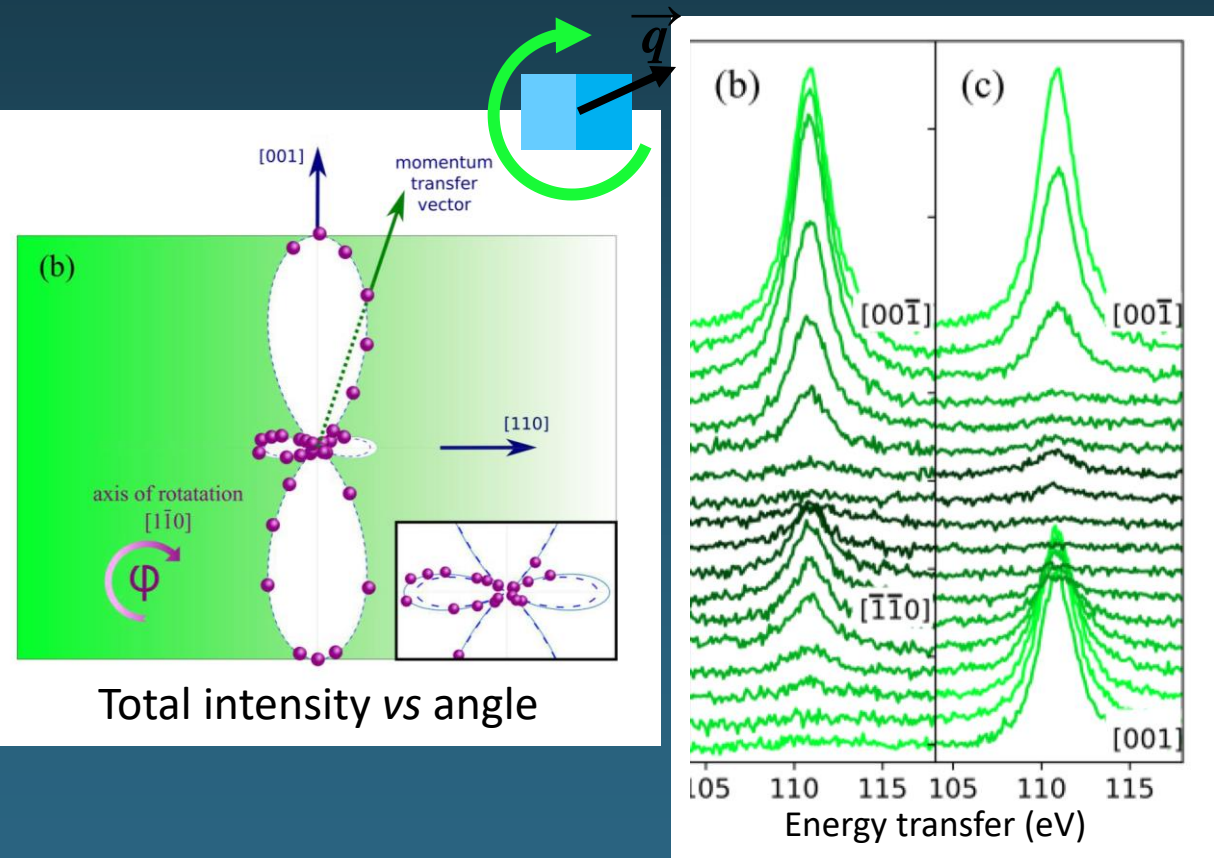 q
[001]
momentum
transfer
vector
(b)
[110]
axis of rotatation
[11̄0]
φ
Total intensity vs angle
(b)
(c)
[001̄]
[001̄]
[1̄1̄0]
[001]
105 110 115 105 110 115
Energy transfer (eV)